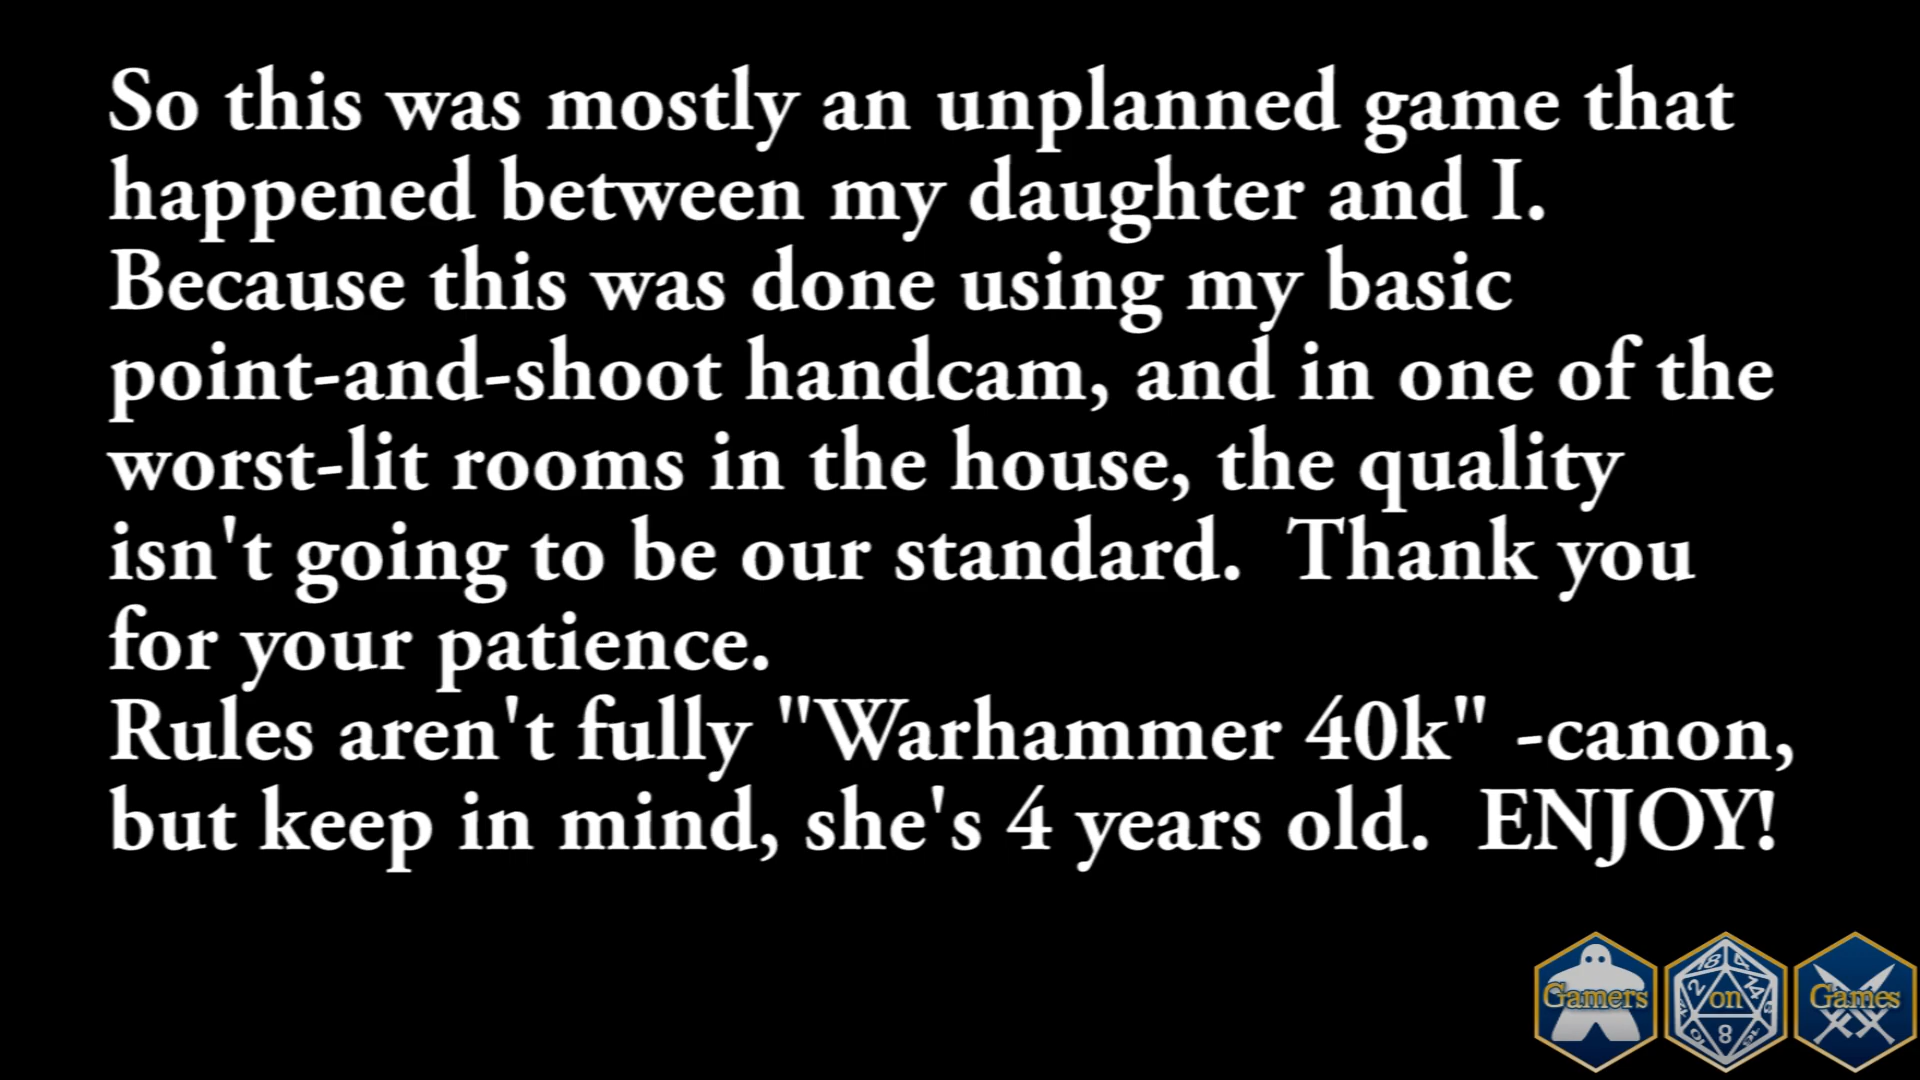 So this was mostly an unplanned game that
happened between my daughter and I.
Because this was done using my basic
point-and-shoot handcam, and in one of the
worst-lit rooms in the house, the quality
isn't going to be our standard.  Thank you
for your patience.
Rules aren't fully "Warhammer 40k" -canon,
but keep in mind, she's 4 years old.  ENJOY!
Gamers on Games
8